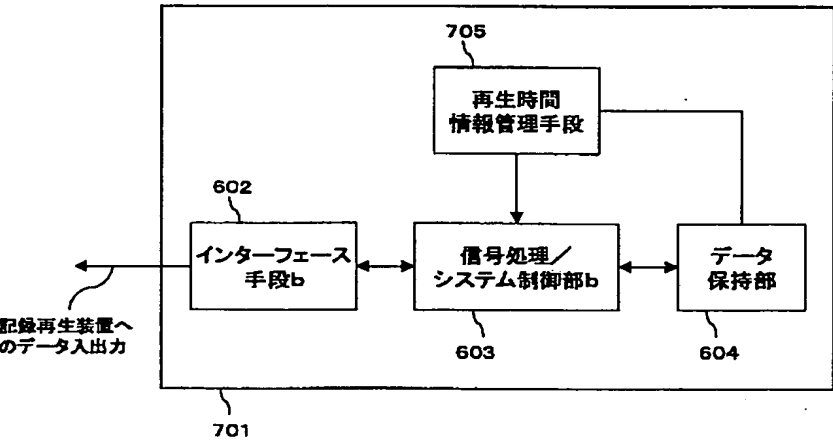 705
再生時間
情報管理手段
602
インターフェース
手段b
信号処理／
システム制御部b
データ
保持部
記録再生装置へ
のデータ入出力
603
604
701